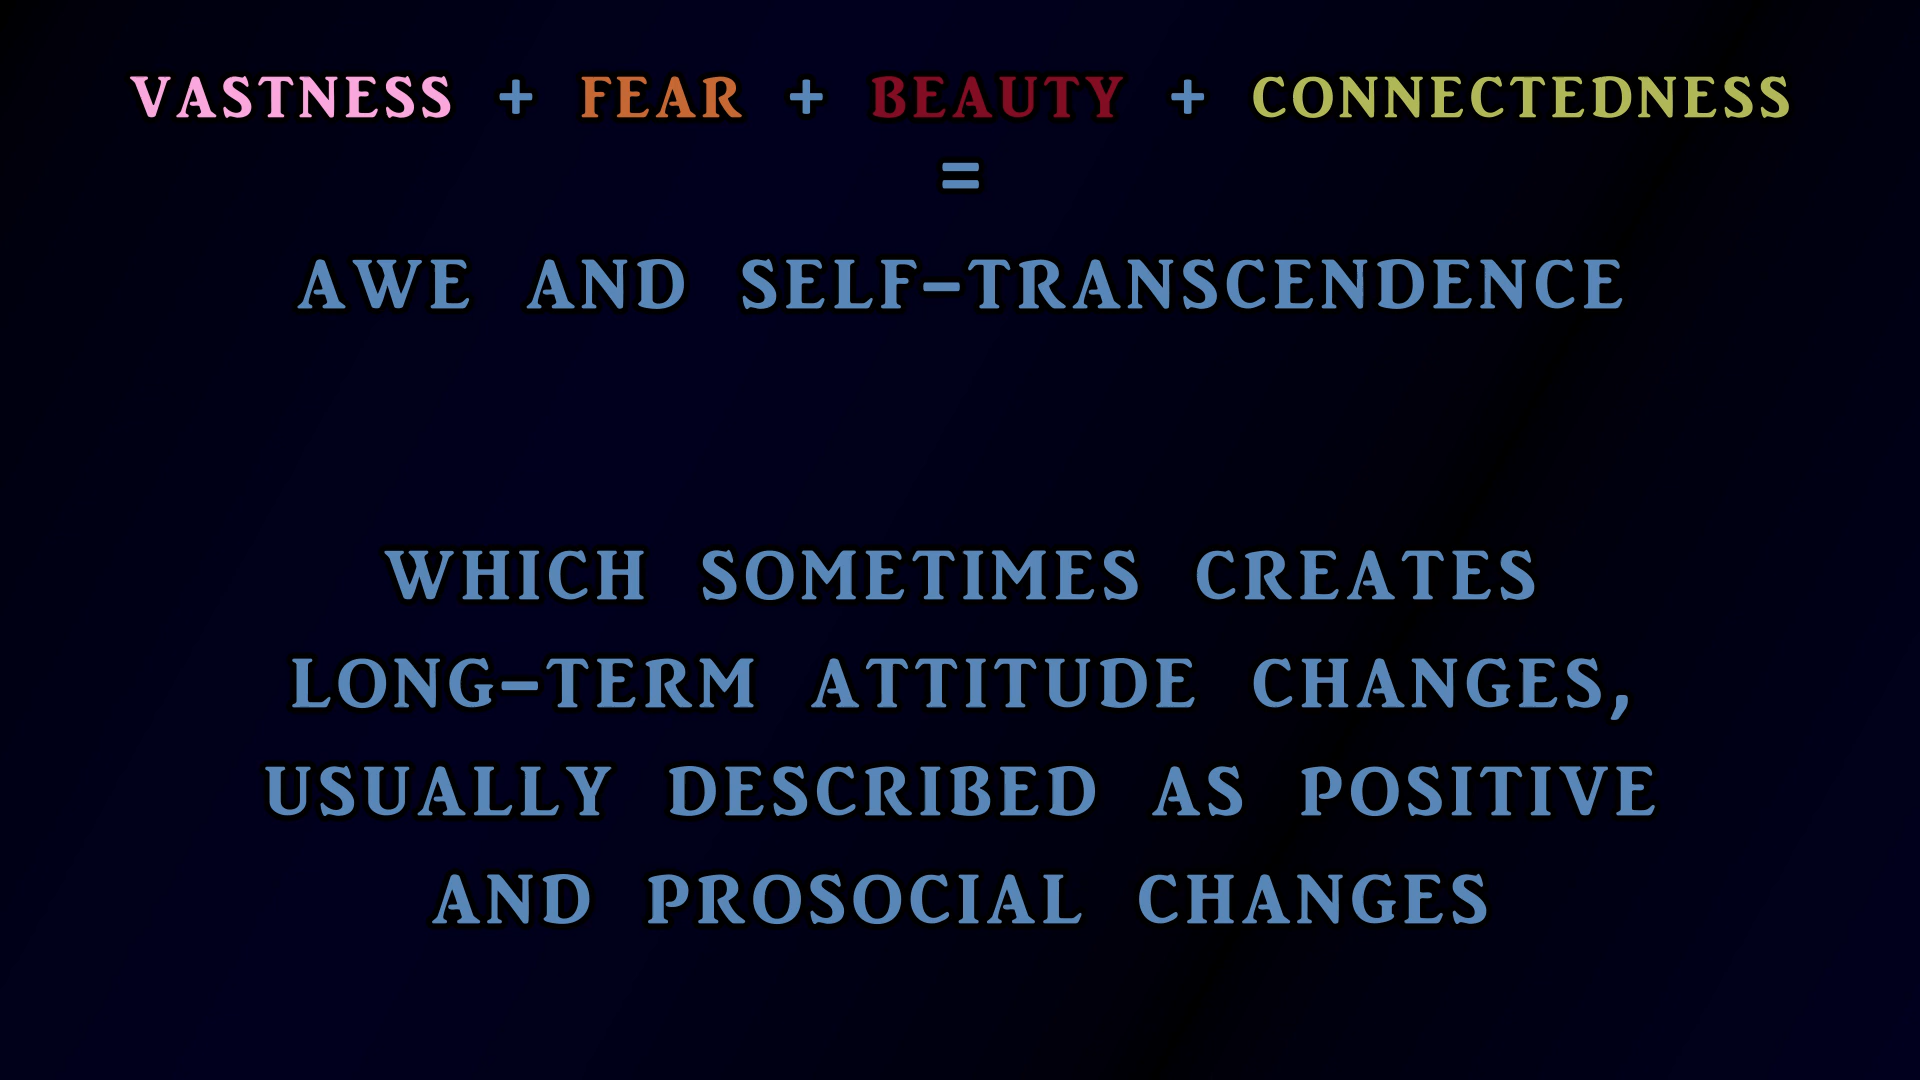 VASTNESS + FEAR + BEAUTY + CONNECTEDNESS
=
AWE AND SELF-TRANSCENDENCE
WHICH SOMETIMES CREATES
LONG-TERM ATTITUDE CHANGES,
USUALLY DESCRIBED AS POSITIVE
AND PROSOCIAL CHANGES